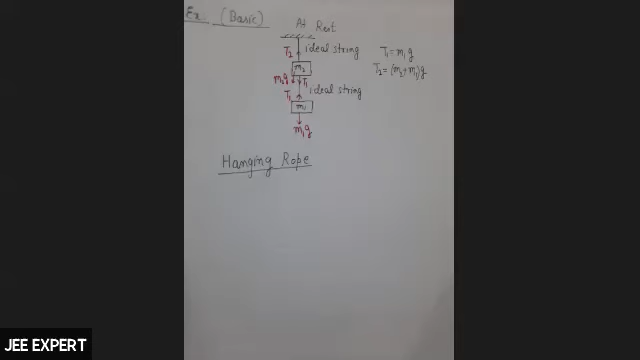 Ex (Basic)
At Rest
T₂ ideal string
T₁ = m₁g
m₂
T₂ = (m₂+m₁)g
m₂g T₁
T₁ ideal string
m₁
m₁g
Hanging Rope
JEE EXPERT